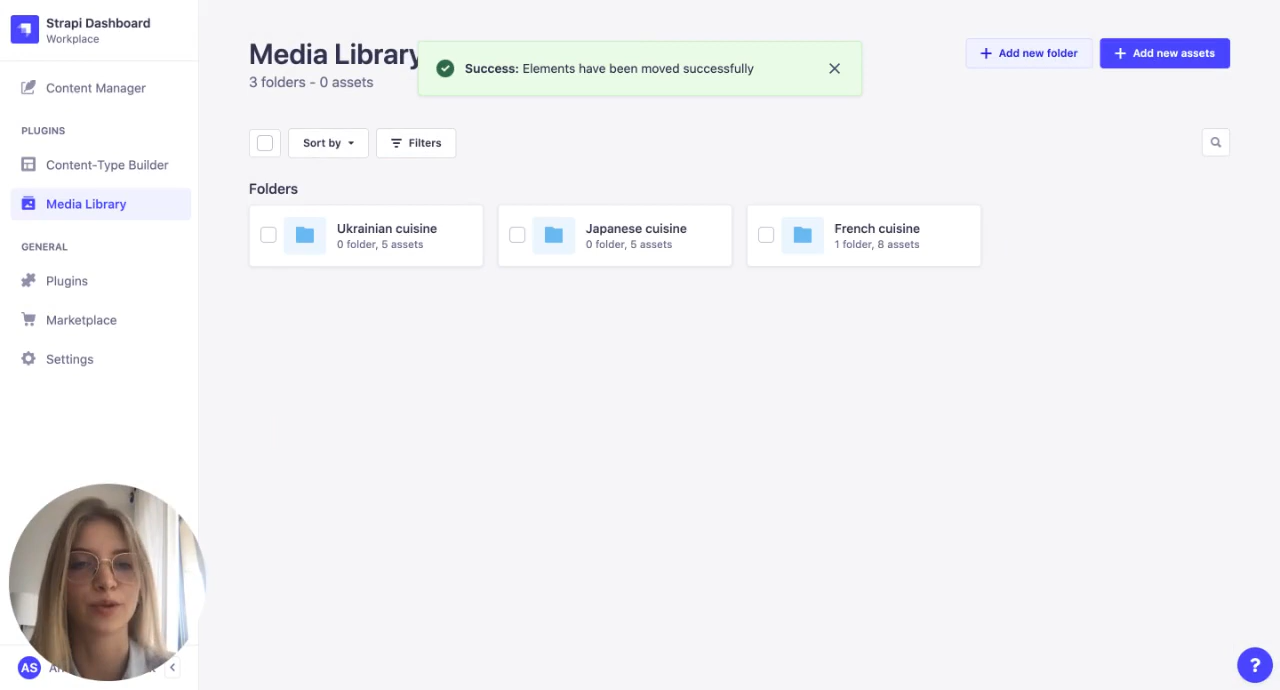 Strapi Dashboard
Workplace
Content Manager
PLUGINS
Content-Type Builder
Media Library
GENERAL
Plugins
Marketplace
Settings
AS
Media Library
3 folders - 0 assets
Success: Elements have been moved successfully
Add new folder
Add new assets
Sort by
Filters
Folders
Ukrainian cuisine
0 folder, 5 assets
Japanese cuisine
0 folder, 5 assets
French cuisine
1 folder, 8 assets
?